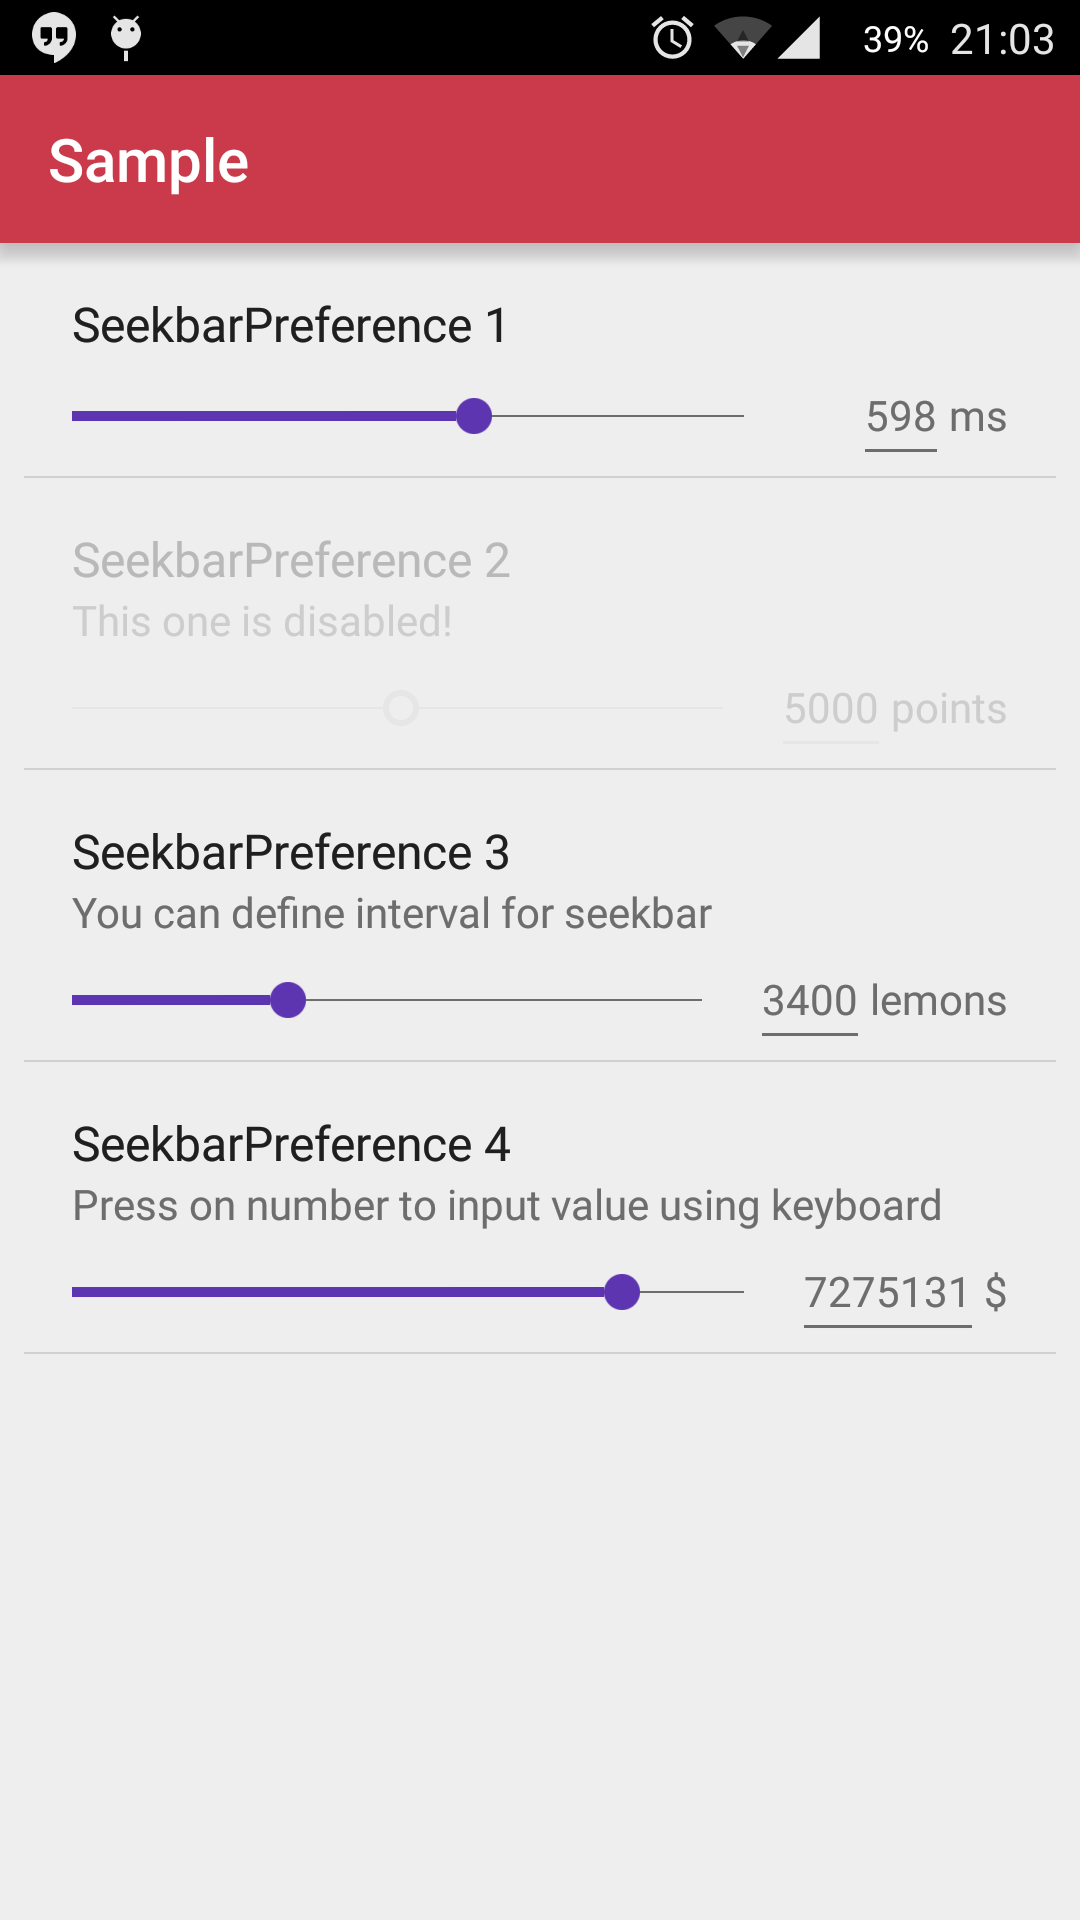 39% 21:03
Sample
SeekbarPreference 1
598 ms
SeekbarPreference 2
This one is disabled!
5000 points
SeekbarPreference 3
You can define interval for seekbar
3400 lemons
SeekbarPreference 4
Press on number to input value using keyboard
7275131 $